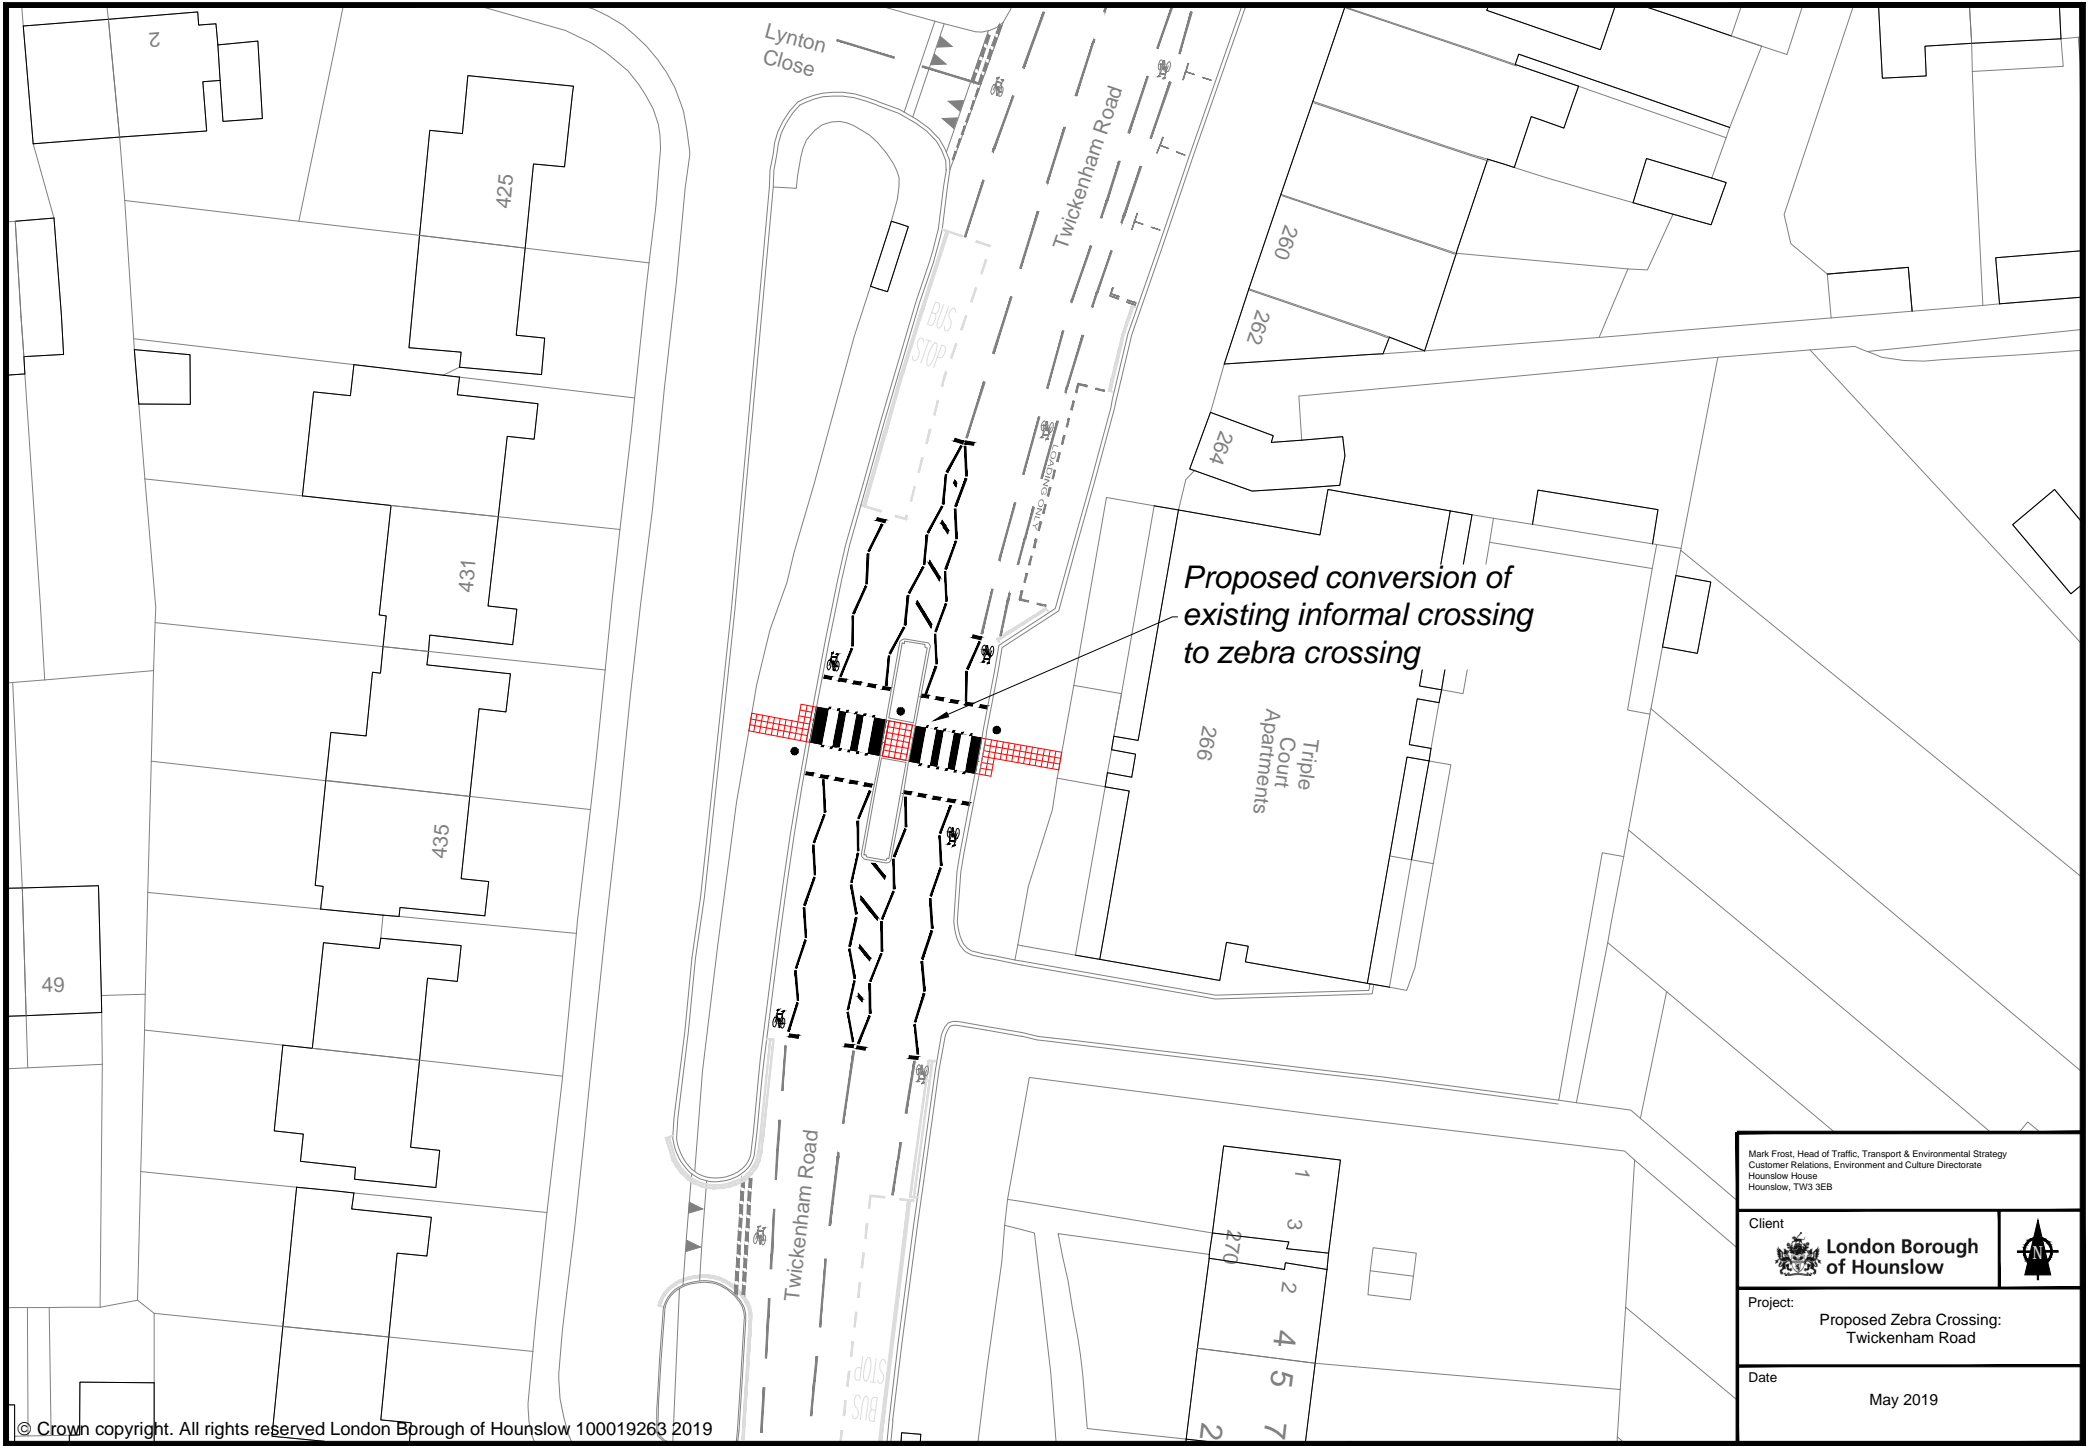 2
Lynton
Close
Twickenham Road
425
260
262
BUS
STOP
264
LOADING ONLY
431
Proposed conversion of
existing informal crossing
to zebra crossing
266
Triple
Court
Apartments
435
49
Twickenham Road
1
3
270
2
4
5
7
2
STOP
BUS
Mark Frost, Head of Traffic, Transport & Environmental Strategy
Customer Relations, Environment and Culture Directorate
Hounslow House
Hounslow, TW3 3EB
Client
London Borough
of Hounslow
N
Project:
Proposed Zebra Crossing:
Twickenham Road
Date
May 2019
© Crown copyright. All rights reserved London Borough of Hounslow 100019263 2019